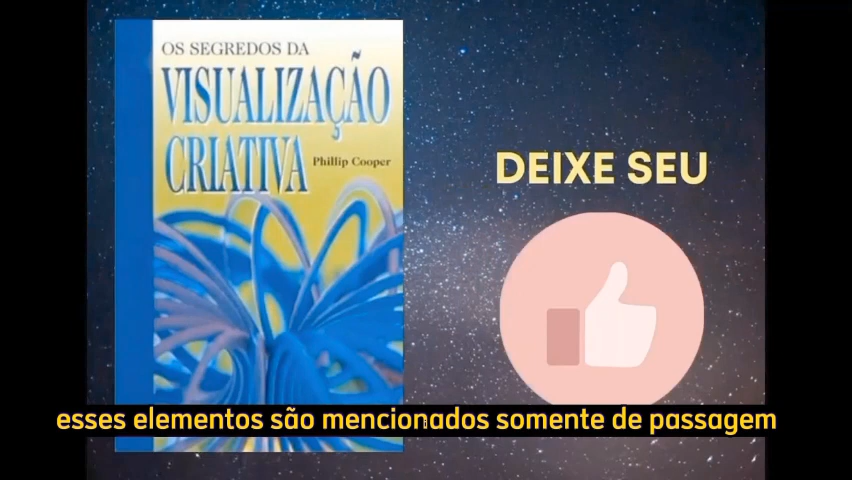 OS SEGREDOS DA
VISUALIZAÇÃO
CRIATIVA
Phillip Cooper
DEIXE SEU
esses elementos são mencionados somente de passagem